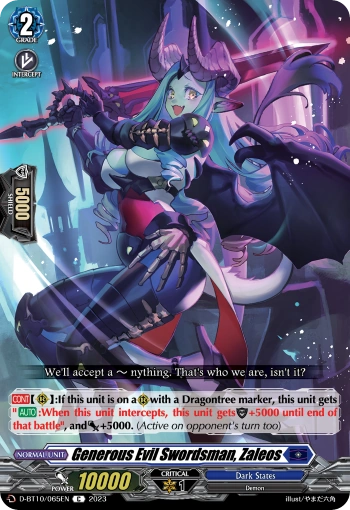 2
GRADE
INTERCEPT
5000
SHIELD
We'll accept a ～ nything. That's who we are, isn't it?
CONT【Ⓡ】:If this unit is on a Ⓡ with a Dragontree marker, this unit gets
"AUTO:When this unit intercepts, this unit gets +5000 until end of
that battle", and +5000. (Active on opponent's turn too)
NORMAL UNIT
Generous Evil Swordsman, Zaleos
POWER 10000
CRITICAL
1
Dark States
Demon
D-BT10/065EN C 2023
illust/やまだ六角